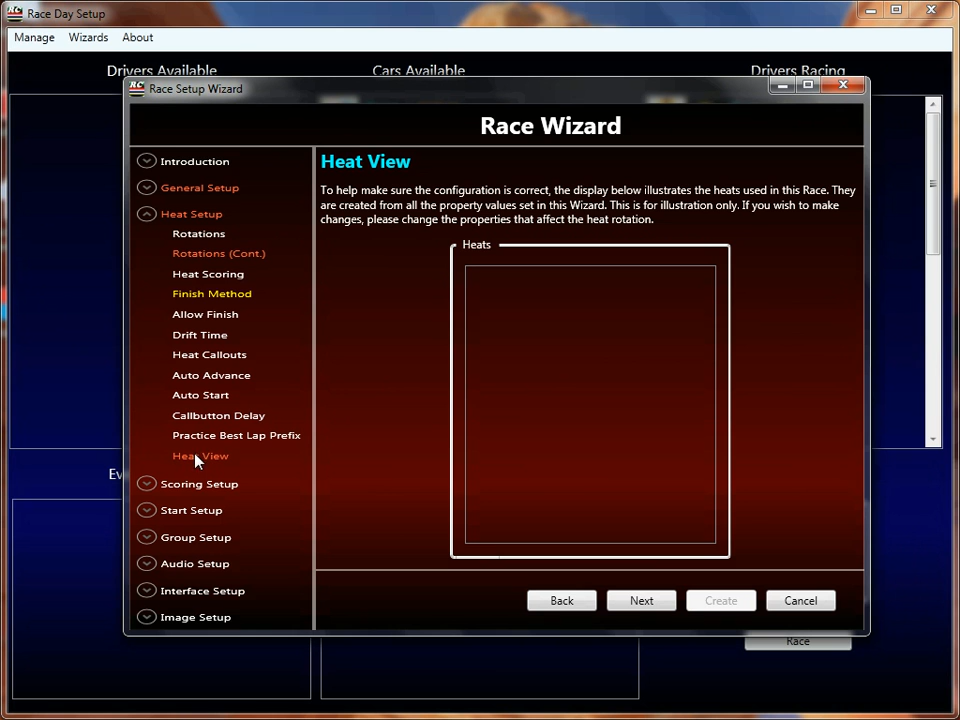 RC Race Day Setup
Manage Wizards About
Drivers Available Cars Available Drivers Racing
RC Race Setup Wizard
Race Wizard
Introduction
General Setup
Heat Setup
Rotations
Rotations (Cont.)
Heat Scoring
Finish Method
Allow Finish
Drift Time
Heat Callouts
Auto Advance
Auto Start
Callbutton Delay
Practice Best Lap Prefix
Heat View
Scoring Setup
Start Setup
Group Setup
Audio Setup
Interface Setup
Image Setup
Heat View
To help make sure the configuration is correct, the display below illustrates the heats used in this Race. They
are created from all the property values set in this Wizard. This is for illustration only. If you wish to make
changes, please change the properties that affect the heat rotation.
Heats
Back Next Create Cancel
Race